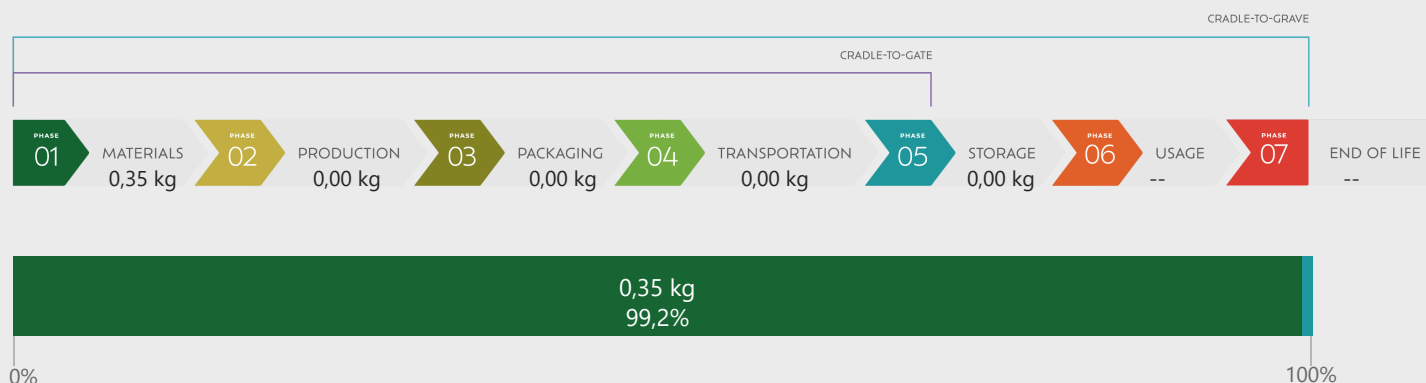 CRADLE-TO-GRAVE
CRADLE-TO-GATE
PHASE
01
MATERIALS
0,35 kg
PHASE
02
PRODUCTION
0,00 kg
PHASE
03
PACKAGING
0,00 kg
PHASE
04
TRANSPORTATION
0,00 kg
PHASE
05
STORAGE
0,00 kg
PHASE
06
USAGE
--
PHASE
07
END OF LIFE
--
0,35 kg
99,2%
0%
100%